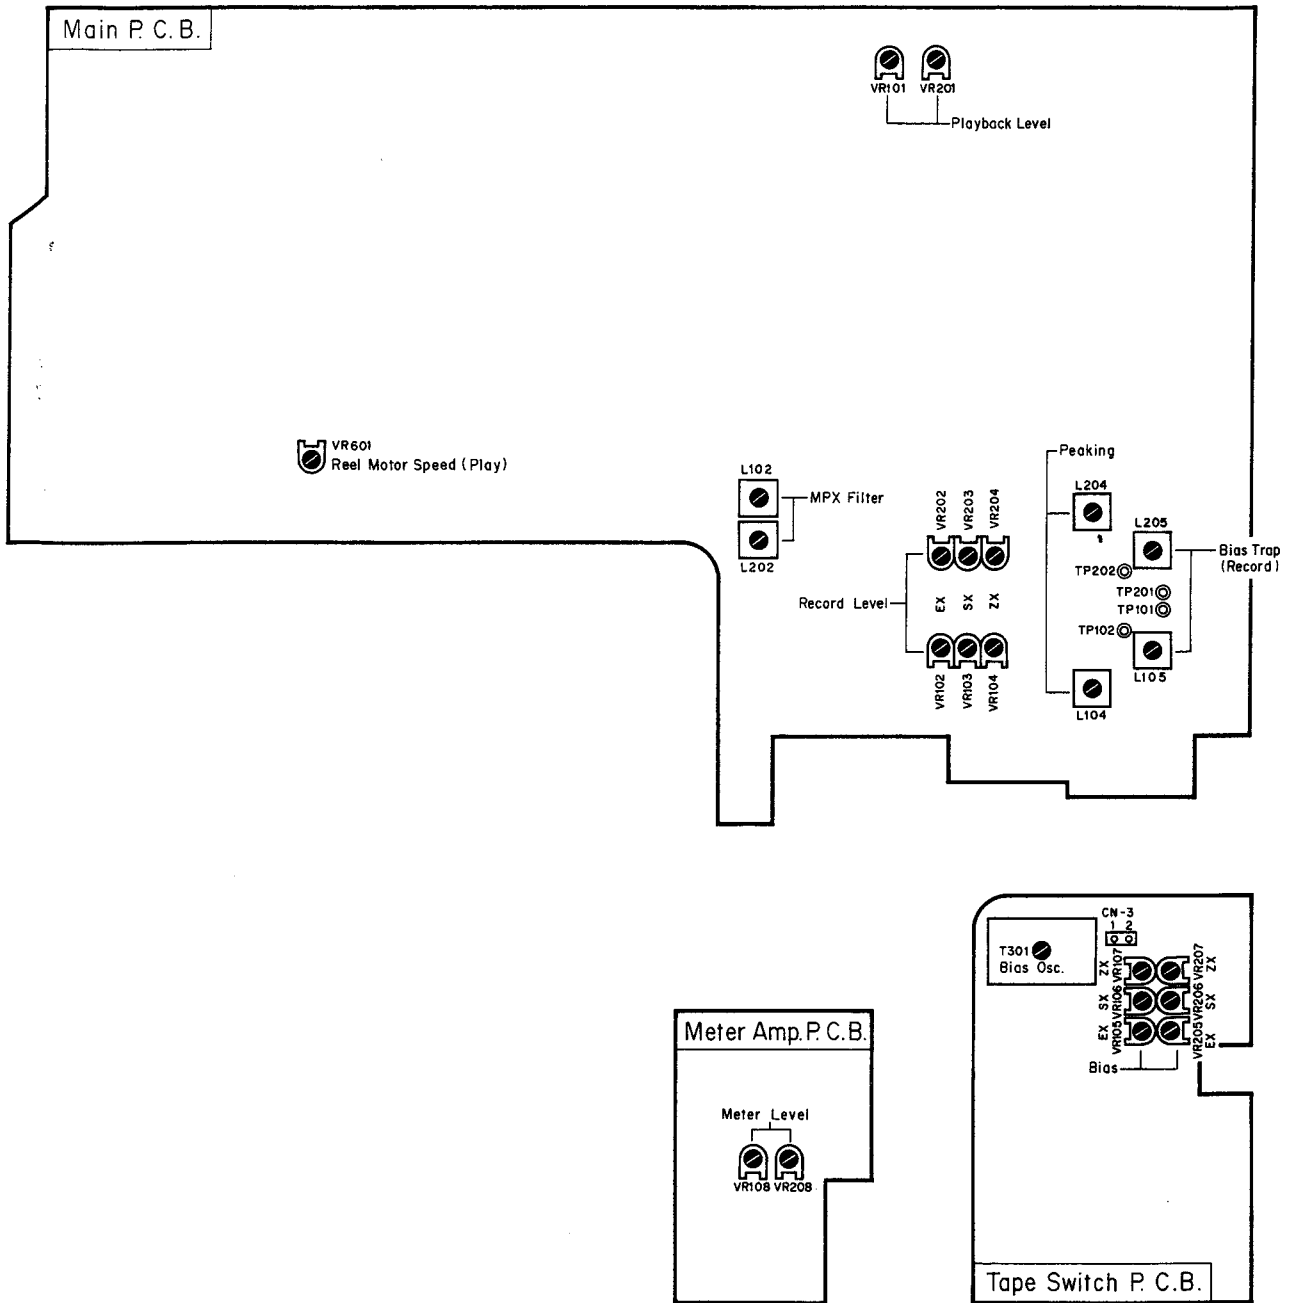 Main P. C. B.
VR101 VR201
Playback Level
VR601
Reel Motor Speed (Play)
L102
MPX Filter
L202
VR202 VR203 VR204
Record Level
EX SX ZX
VR102 VR103 VR104
Peaking
L204
L205
Bias Trap
(Record)
TP202
TP201
TP101
TP102
L105
L104
CN-3
1 2
T301
Bias Osc.
ZX VR107 VR207 ZX
SX VR106 VR206 SX
EX VR105 VR205 EX
Bias
Meter Amp. P. C. B.
Meter Level
VR108 VR208
Tape Switch P. C. B.